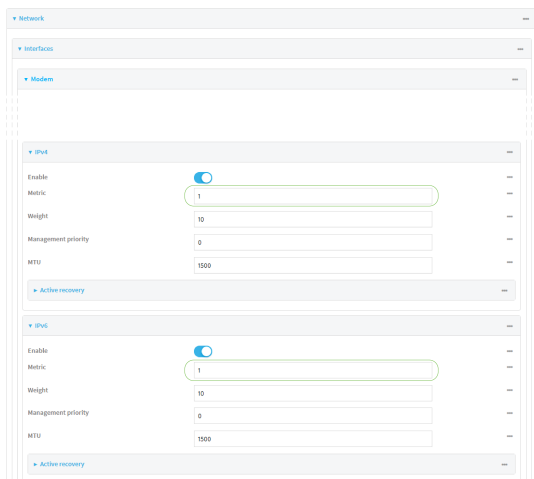 Network
Interfaces
Modem
IPv4
Enable
Metric 1
Weight 10
Management priority 0
MTU 1500
Active recovery
IPv6
Enable
Metric 1
Weight 10
Management priority 0
MTU 1500
Active recovery